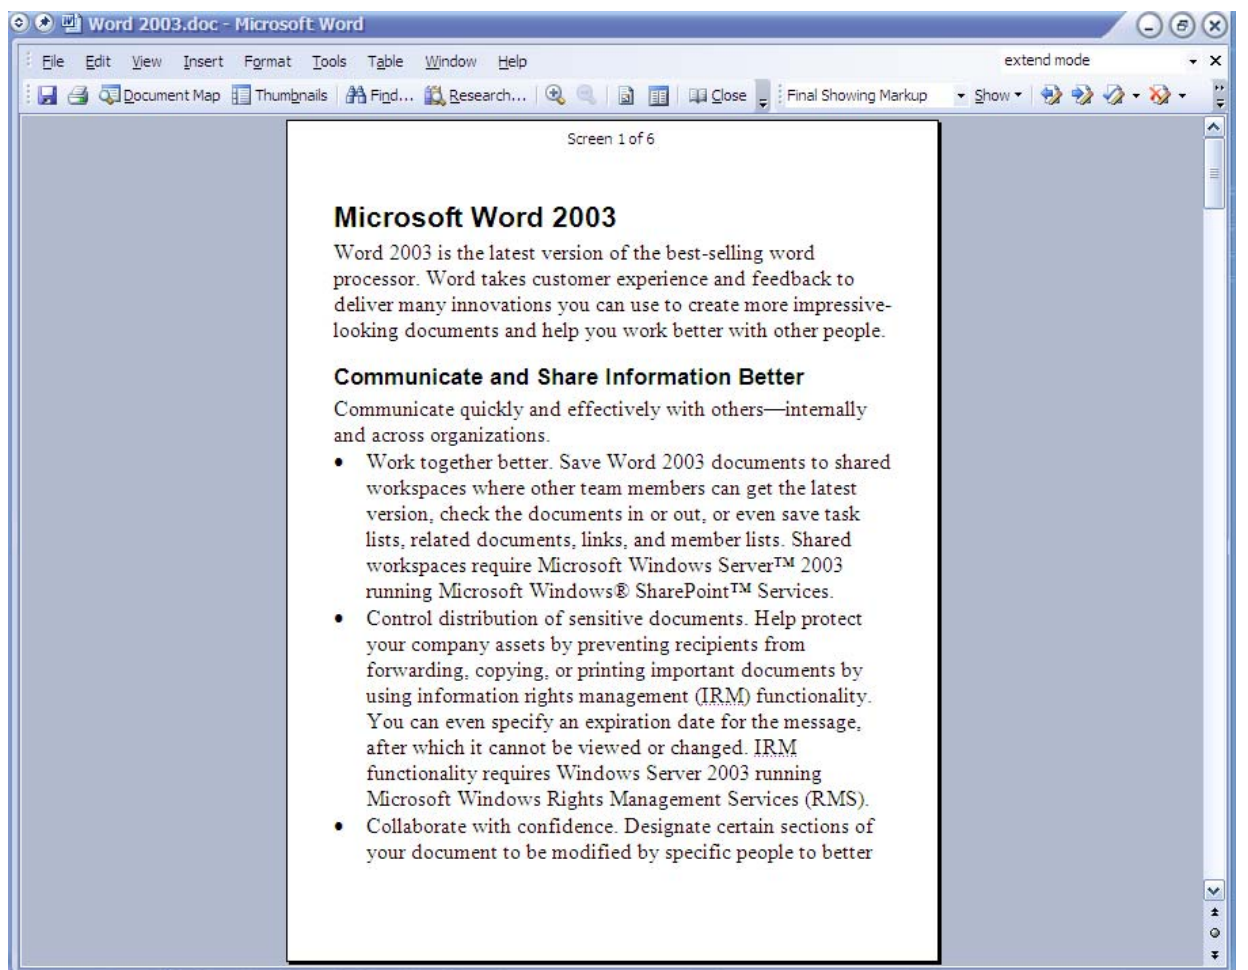 Word 2003.doc - Microsoft Word
File Edit View Insert Format Tools Table Window Help extend mode
Document Map Thumbnails Find... Research... Close Final Showing Markup Show
Screen 1 of 6
Microsoft Word 2003
Word 2003 is the latest version of the best-selling word
processor. Word takes customer experience and feedback to
deliver many innovations you can use to create more impressive-
looking documents and help you work better with other people.
Communicate and Share Information Better
Communicate quickly and effectively with others—internally
and across organizations.
• Work together better. Save Word 2003 documents to shared
workspaces where other team members can get the latest
version, check the documents in or out, or even save task
lists, related documents, links, and member lists. Shared
workspaces require Microsoft Windows Server™ 2003
running Microsoft Windows® SharePoint™ Services.
• Control distribution of sensitive documents. Help protect
your company assets by preventing recipients from
forwarding, copying, or printing important documents by
using information rights management (IRM) functionality.
You can even specify an expiration date for the message,
after which it cannot be viewed or changed. IRM
functionality requires Windows Server 2003 running
Microsoft Windows Rights Management Services (RMS).
• Collaborate with confidence. Designate certain sections of
your document to be modified by specific people to better